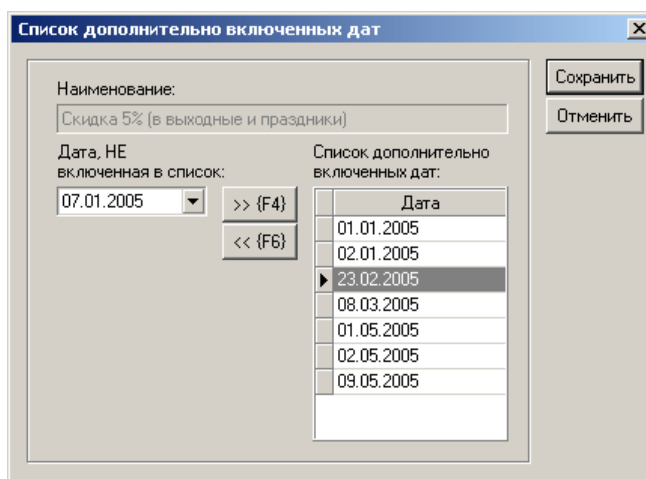 Список дополнительно включенных дат
Сохранить
Отменить
Наименование:
Скидка 5% (в выходные и праздники)
Дата, НЕ
включенная в список:
07.01.2005
>> {F4}
<< {F6}
Список дополнительно
включенных дат:
Дата
01.01.2005
02.01.2005
23.02.2005
08.03.2005
01.05.2005
02.05.2005
09.05.2005